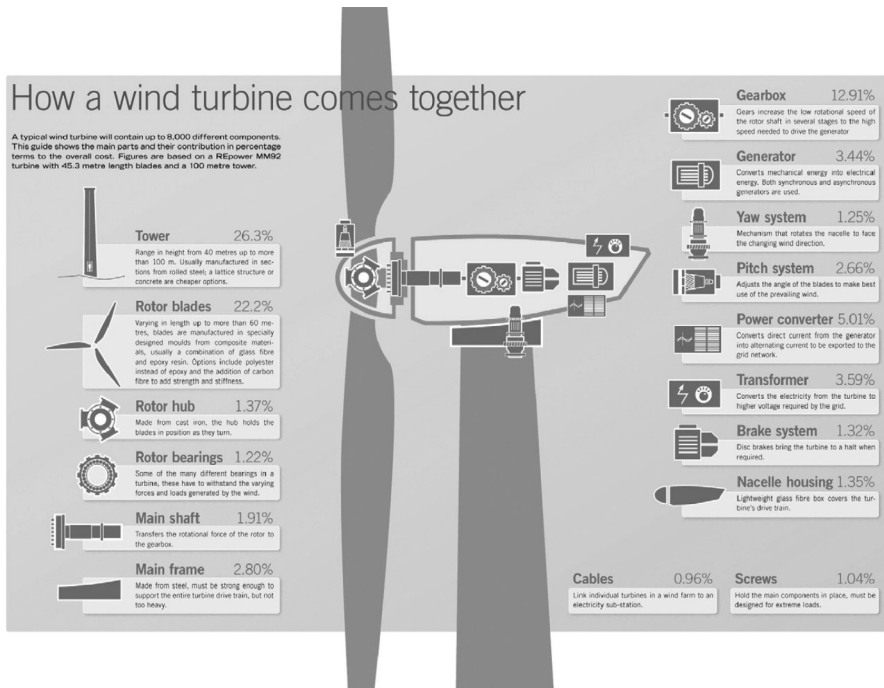 How a wind turbine comes together
A typical wind turbine will contain up to 8,000 different components.
This guide shows the main parts and their contribution in percentage
terms to the overall cost. Figures are based on a REpower MM92
turbine with 45.3 metre length blades and a 100 metre tower.
Tower 26.3%
Range in height from 40 metres up to more
than 100 m. Usually manufactured in sec-
tions from rolled steel; a lattice structure or
concrete are cheaper options.
Rotor blades 22.2%
Varying in length up to more than 60 me-
tres, blades are manufactured in specially
designed moulds from composite materi-
als, usually a combination of glass fibre
and epoxy resin. Options include polyester
instead of epoxy and the addition of carbon
fibre to add strength and stiffness.
Rotor hub 1.37%
Made from cast iron, the hub holds the
blades in position as they turn.
Rotor bearings 1.22%
Some of the many different bearings in a
turbine, these have to withstand the varying
forces and loads generated by the wind.
Main shaft 1.91%
Transfers the rotational force of the rotor to
the gearbox.
Main frame 2.80%
Made from steel, must be strong enough to
support the entire turbine drive train, but not
too heavy.
Gearbox 12.91%
Gears increase the low rotational speed of
the rotor shaft in several stages to the high
speed needed to drive the generator
Generator 3.44%
Converts mechanical energy into electrical
energy. Both synchronous and asynchronous
generators are used.
Yaw system 1.25%
Mechanism that rotates the nacelle to face
the changing wind direction.
Pitch system 2.66%
Adjusts the angle of the blades to make best
use of the prevailing wind.
Power converter 5.01%
Converts direct current from the generator
into alternating current to be exported to the
grid network.
Transformer 3.59%
Converts the electricity from the turbine to
higher voltage required by the grid.
Brake system 1.32%
Disc brakes bring the turbine to a halt when
required.
Nacelle housing 1.35%
Lightweight glass fibre box covers the tur-
bine's drive train.
Cables 0.96%
Link individual turbines in a wind farm to an
electricity sub-station.
Screws 1.04%
Hold the main components in place, must be
designed for extreme loads.